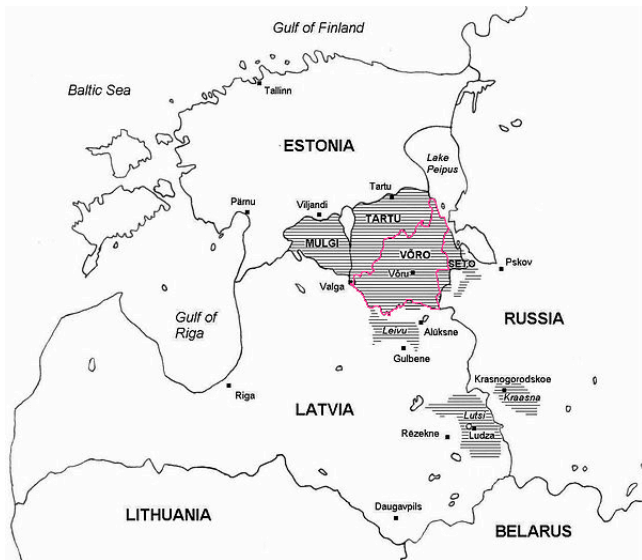 Gulf of Finland
Baltic Sea
Tallinn
ESTONIA
Lake
Peipus
Tartu
Pärnu
Viljandi
TARTU
MULGI
VÕRO
SETO
Pskov
Võru
Valga
Gulf of
Riga
RUSSIA
Alūksne
Leivu
Gulbene
Krasnogorodskoe
Kraasna
Riga
LATVIA
Lutsi
Rēzekne
Ludza
Daugavpils
LITHUANIA
BELARUS